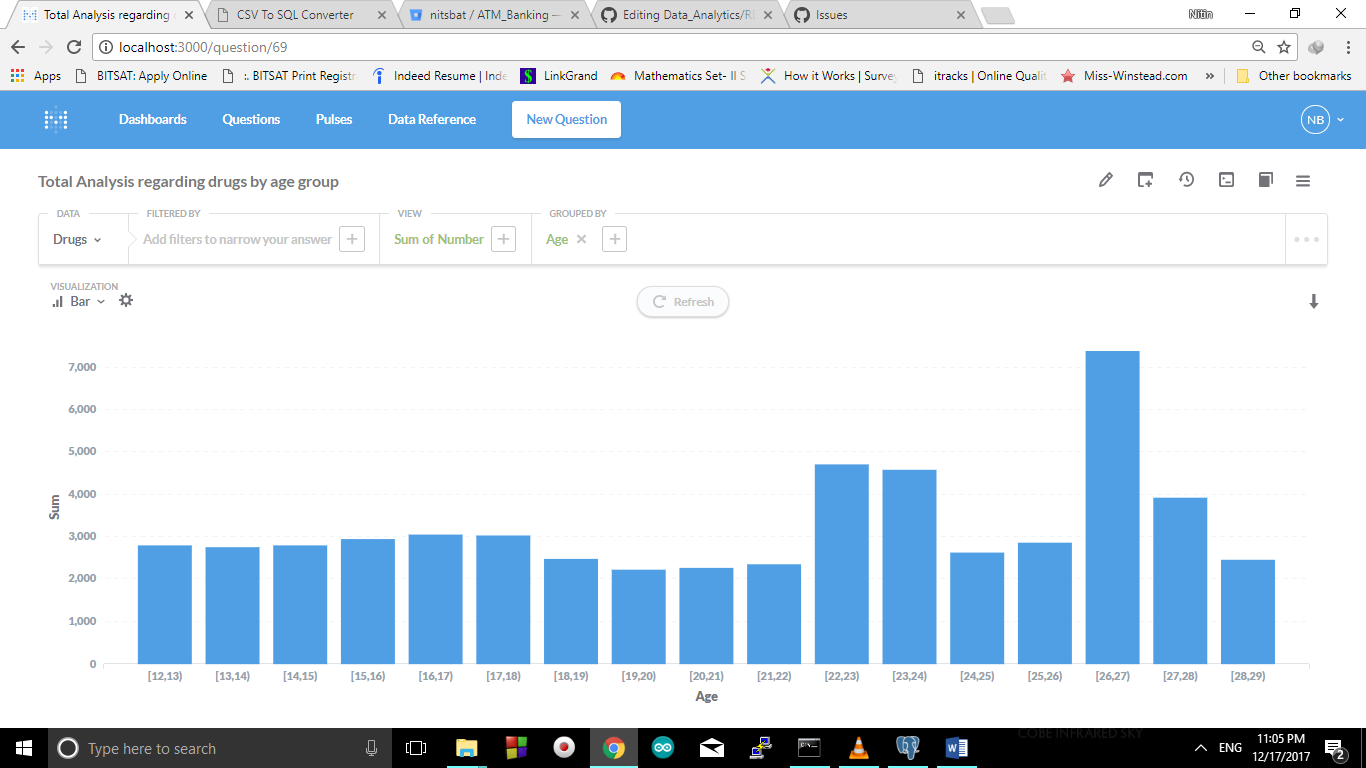 Total Analysis regarding
CSV To SQL Converter
nitsbat / ATM_Banking —
Editing Data_Analytics/RE
Issues
Nitin
localhost:3000/question/69
Apps
BITSAT: Apply Online
:. BITSAT Print Registr
Indeed Resume | Inde
LinkGrand
Mathematics Set- II S
How it Works | Survey
itracks | Online Qualit
Miss-Winstead.com
»
Other bookmarks
Dashboards
Questions
Pulses
Data Reference
New Question
NB
Total Analysis regarding drugs by age group
DATA
FILTERED BY
VIEW
GROUPED BY
Drugs
Add filters to narrow your answer
Sum of Number
Age
VISUALIZATION
Bar
Refresh
7,000
6,000
5,000
4,000
3,000
2,000
1,000
0
Sum
[12,13)
[13,14)
[14,15)
[15,16)
[16,17)
[17,18)
[18,19)
[19,20)
[20,21)
[21,22)
[22,23)
[23,24)
[24,25)
[25,26)
[26,27)
[27,28)
[28,29)
Age
Type here to search
COBE INFRARED SKY
ENG
11:05 PM
12/17/2017
2